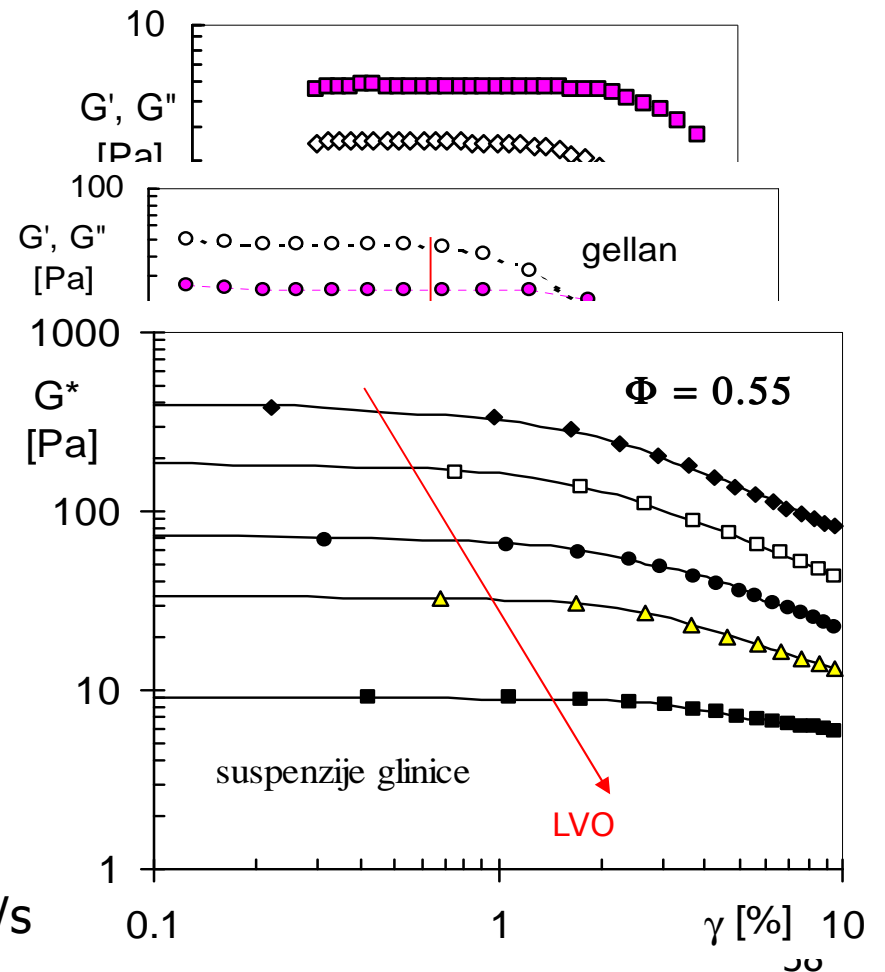 10
G', G"
[Pa]
100
G', G"
[Pa]
gellan
1000
G*
[Pa]
Φ = 0.55
100
10
suspenzije glinice
LVO
1
/s
0.1 1 γ [%] 10